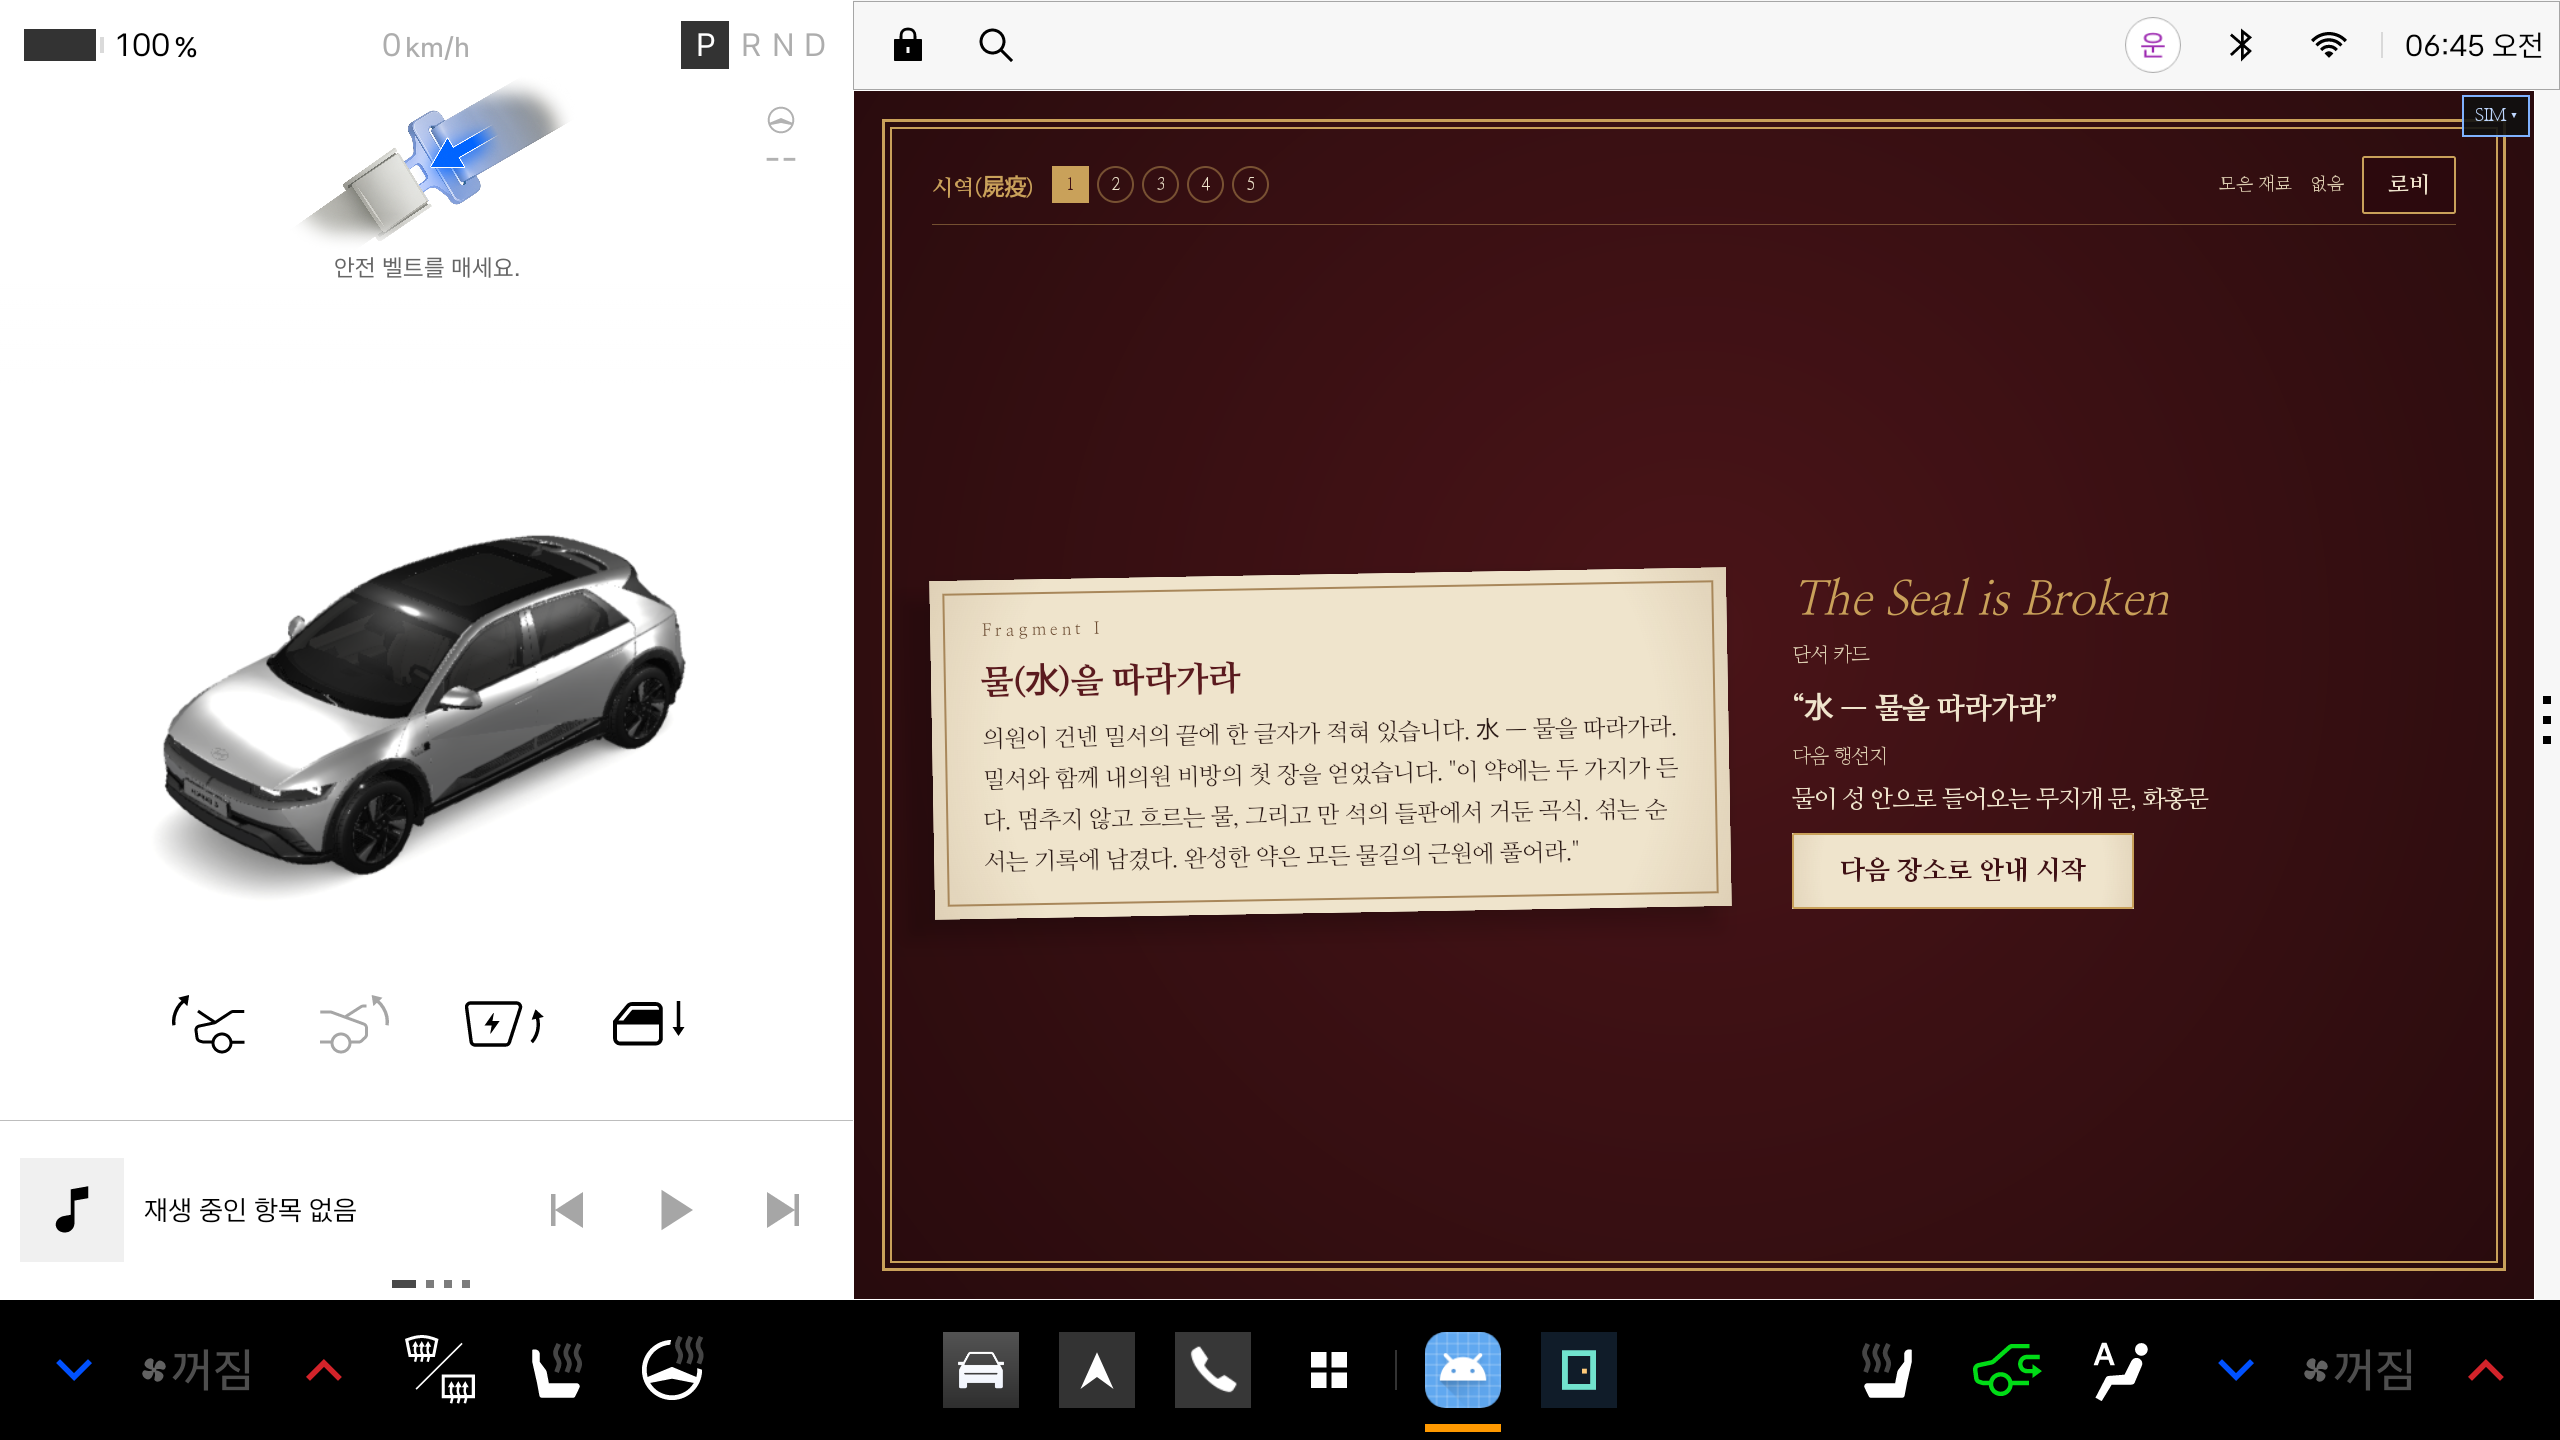 100 %
0 km/h
P R N D
안전 벨트를 매세요.
재생 중인 항목 없음
운
06:45 오전
SIM
시역(屍疫) 1 2 3 4 5
모은 재료 없음 로비
Fragment I
물(水)을 따라가라
의원이 건넨 밀서의 끝에 한 글자가 적혀 있습니다. 水 — 물을 따라가라.
밀서와 함께 내의원 비방의 첫 장을 얻었습니다. "이 약에는 두 가지가 든
다. 멈추지 않고 흐르는 물, 그리고 만 석의 들판에서 거둔 곡식. 섞는 순
서는 기록에 남겼다. 완성한 약은 모든 물길의 근원에 풀어라."
The Seal is Broken
단서 카드
“水 — 물을 따라가라”
다음 행선지
물이 성 안으로 들어오는 무지개 문, 화홍문
다음 장소로 안내 시작
꺼짐
A
꺼짐